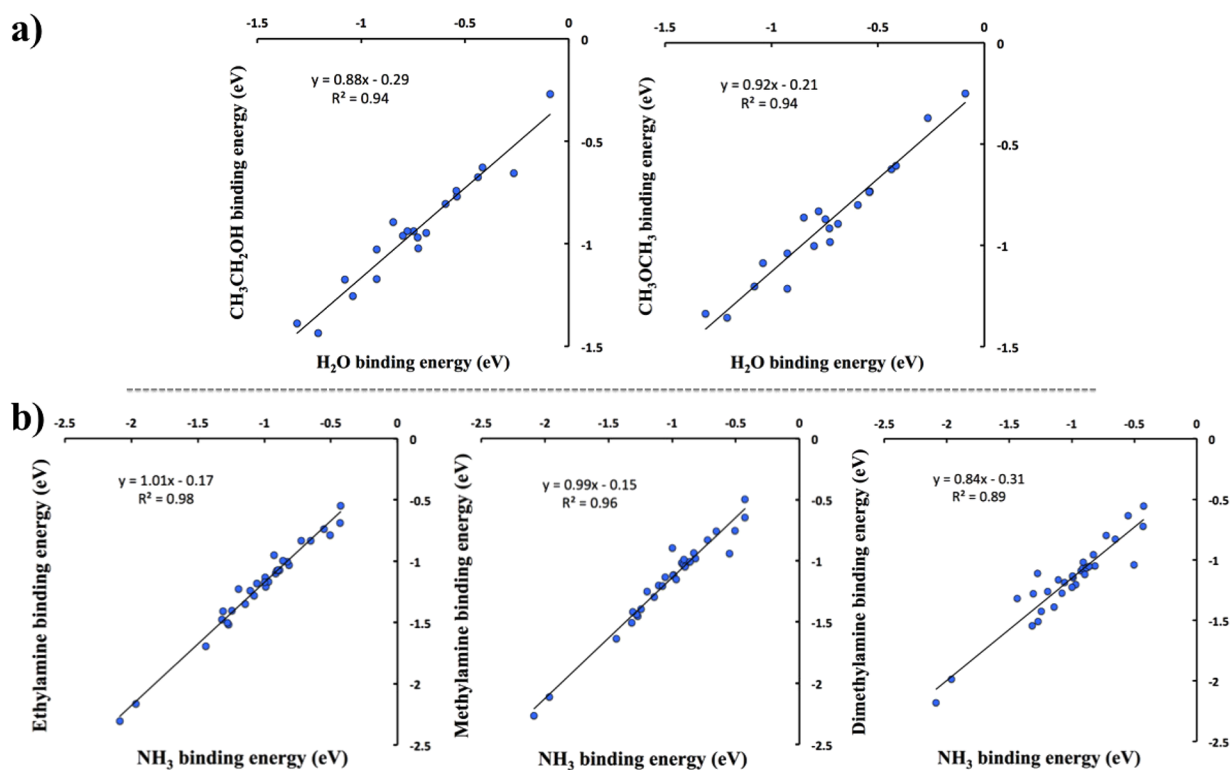 a)
-1.5 -1 -0.5 0
0
-0.5
-1
-1.5
y = 0.88x - 0.29
R² = 0.94
CH₃CH₂OH binding energy (eV)
H₂O binding energy (eV)
-1 -0.5 0
0
-0.5
-1
-1.5
y = 0.92x - 0.21
R² = 0.94
CH₃OCH₃ binding energy (eV)
H₂O binding energy (eV)
b)
-2.5 -2 -1.5 -1 -0.5 0
0
-0.5
-1
-1.5
-2
-2.5
y = 1.01x - 0.17
R² = 0.98
Ethylamine binding energy (eV)
NH₃ binding energy (eV)
-2.5 -2 -1.5 -1 -0.5 0
0
-0.5
-1
-1.5
-2
-2.5
y = 0.99x - 0.15
R² = 0.96
Methylamine binding energy (eV)
NH₃ binding energy (eV)
-2.5 -2 -1.5 -1 -0.5 0
0
-0.5
-1
-1.5
-2
-2.5
y = 0.84x - 0.31
R² = 0.89
Dimethylamine binding energy (eV)
NH₃ binding energy (eV)